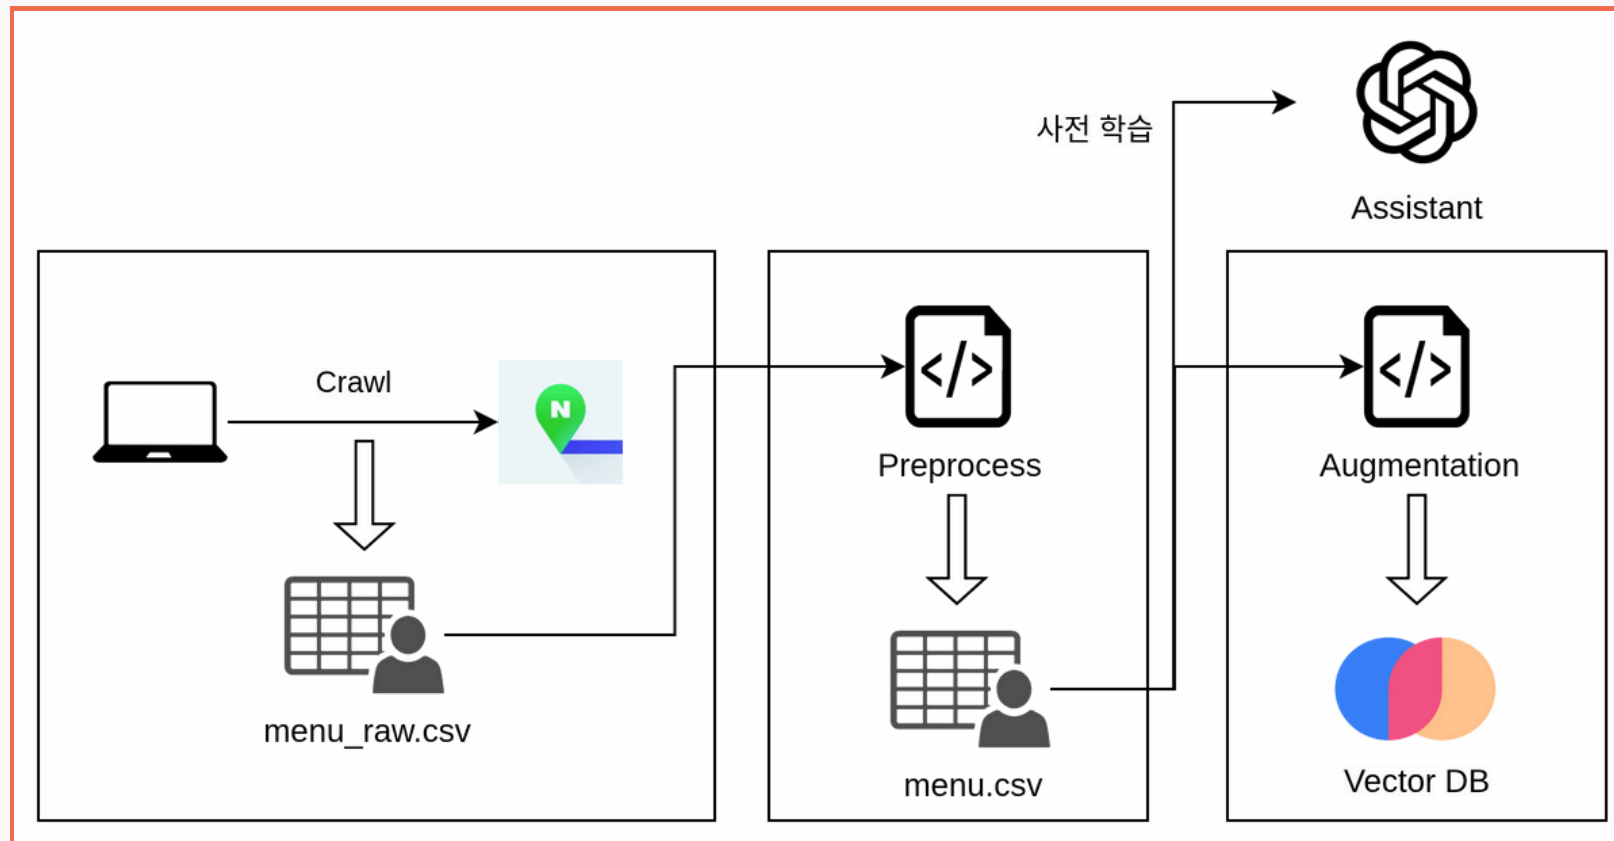 사전 학습
Assistant
Crawl
N
menu_raw.csv
</>
Preprocess
menu.csv
</>
Augmentation
Vector DB